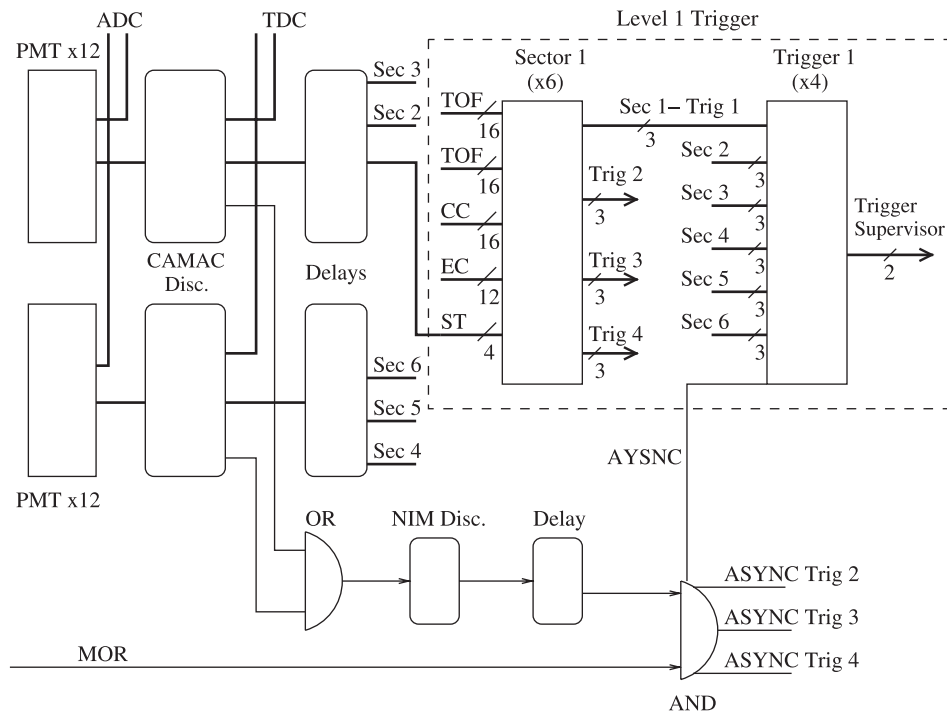 ADC
TDC
Level 1 Trigger
PMT x12
Sector 1
(x6)
Trigger 1
(x4)
Sec 3
Sec 2
TOF
16
TOF
16
CC
16
EC
12
ST
4
Sec 1– Trig 1
3
Trig 2
3
Trig 3
3
Trig 4
3
Sec 2
3
Sec 3
3
Sec 4
3
Sec 5
3
Sec 6
3
Trigger
Supervisor
2
CAMAC
Disc.
Delays
Sec 6
Sec 5
Sec 4
PMT x12
AYSNC
OR
NIM Disc.
Delay
ASYNC Trig 2
ASYNC Trig 3
ASYNC Trig 4
MOR
AND